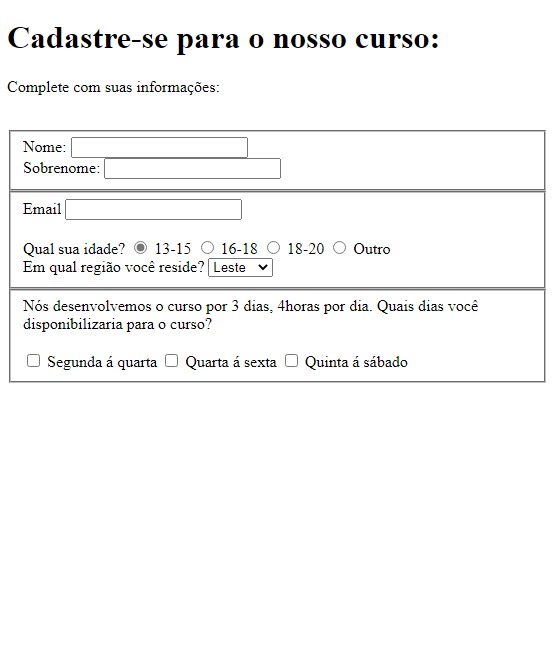 Cadastre-se para o nosso curso:
Complete com suas informações:
Nome:
Sobrenome:
Email
Qual sua idade? 13-15 16-18 18-20 Outro
Em qual região você reside? Leste
Nós desenvolvemos o curso por 3 dias, 4horas por dia. Quais dias você
disponibilizaria para o curso?
Segunda á quarta Quarta á sexta Quinta á sábado